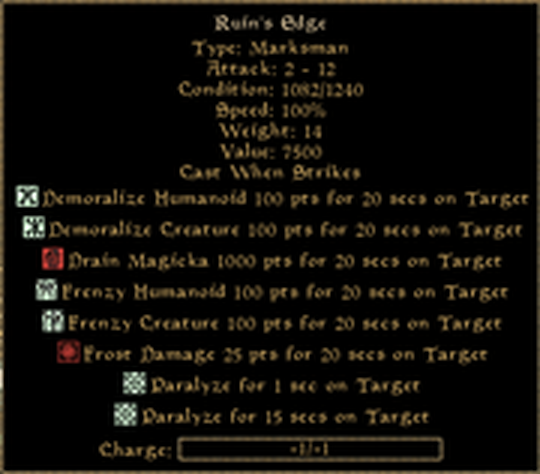 Ruin's Edge
Type: Marksman
Attack: 2 - 12
Condition: 1082/1240
Speed: 100%
Weight: 14
Value: 7500
Cast When Strikes
Demoralize Humanoid 100 pts for 20 secs on Target
Demoralize Creature 100 pts for 20 secs on Target
Drain Magicka 1000 pts for 20 secs on Target
Frenzy Humanoid 100 pts for 20 secs on Target
Frenzy Creature 100 pts for 20 secs on Target
Frost Damage 25 pts for 20 secs on Target
Paralyze for 1 sec on Target
Paralyze for 15 secs on Target
Charge: -1/-1